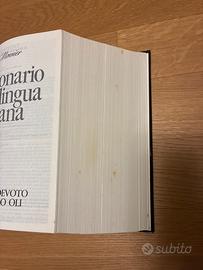 Monnier
onario
lingua
ana
DEVOTO
O OLI
subito